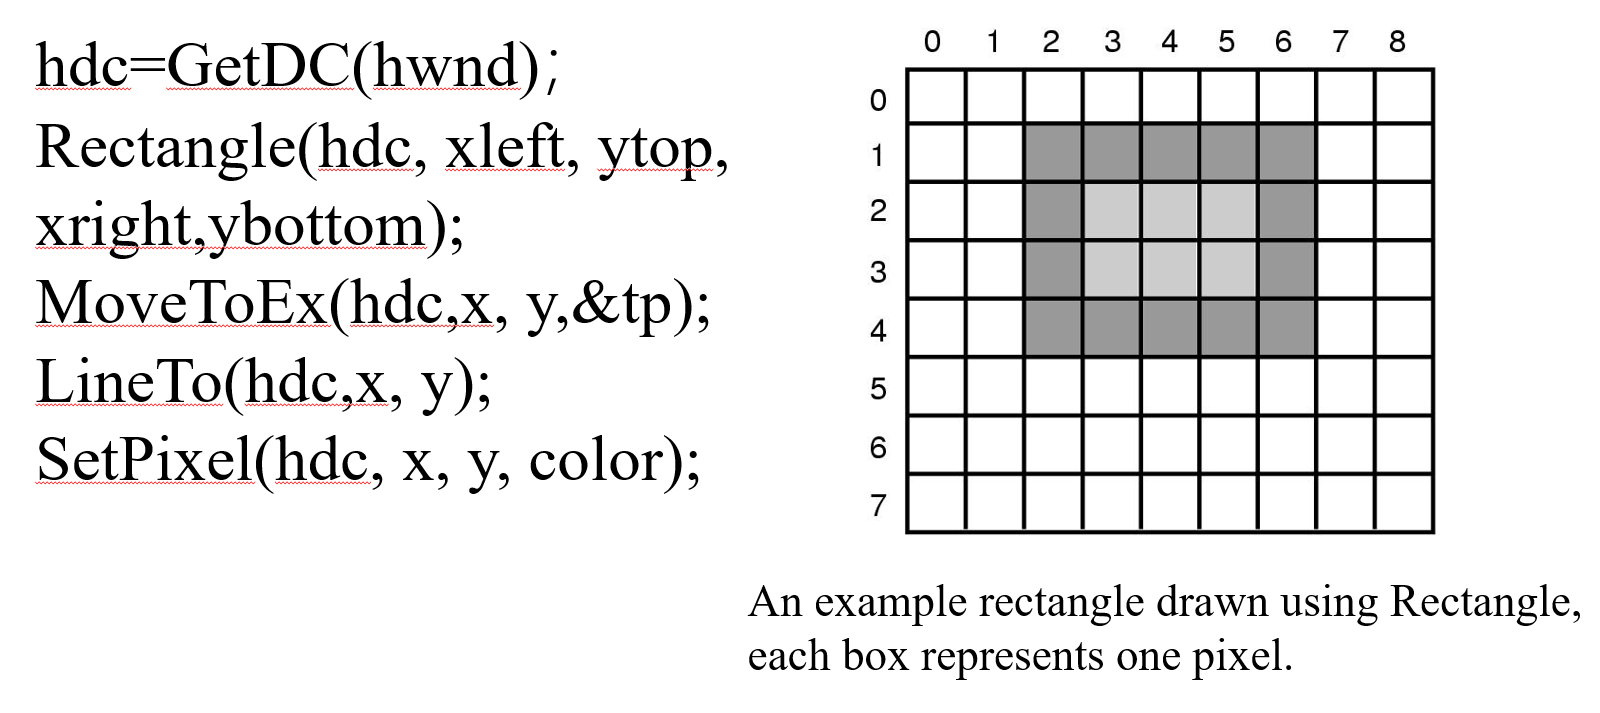 hdc=GetDC(hwnd);
Rectangle(hdc, xleft, ytop,
xright,ybottom);
MoveToEx(hdc,x, y,&tp);
LineTo(hdc,x, y);
SetPixel(hdc, x, y, color);
0 1 2 3 4 5 6 7 8
0
1
2
3
4
5
6
7
An example rectangle drawn using Rectangle,
each box represents one pixel.